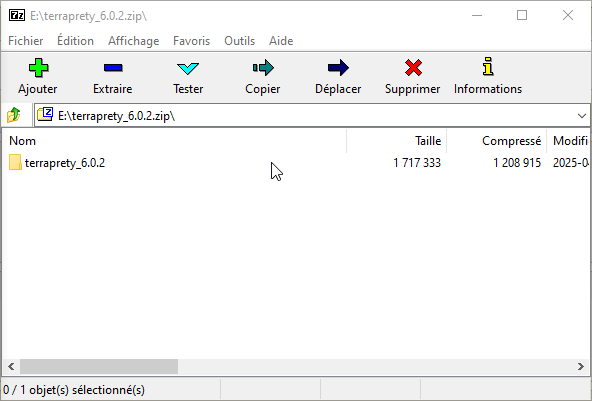 7z E:\terraprety_6.0.2.zip\
Fichier Édition Affichage Favoris Outils Aide
Ajouter Extraire Tester Copier Déplacer Supprimer Informations
E:\terraprety_6.0.2.zip\
Nom Taille Compressé Modifi
terraprety_6.0.2 1 717 333 1 208 915 2025-04
0 / 1 objet(s) sélectionné(s)